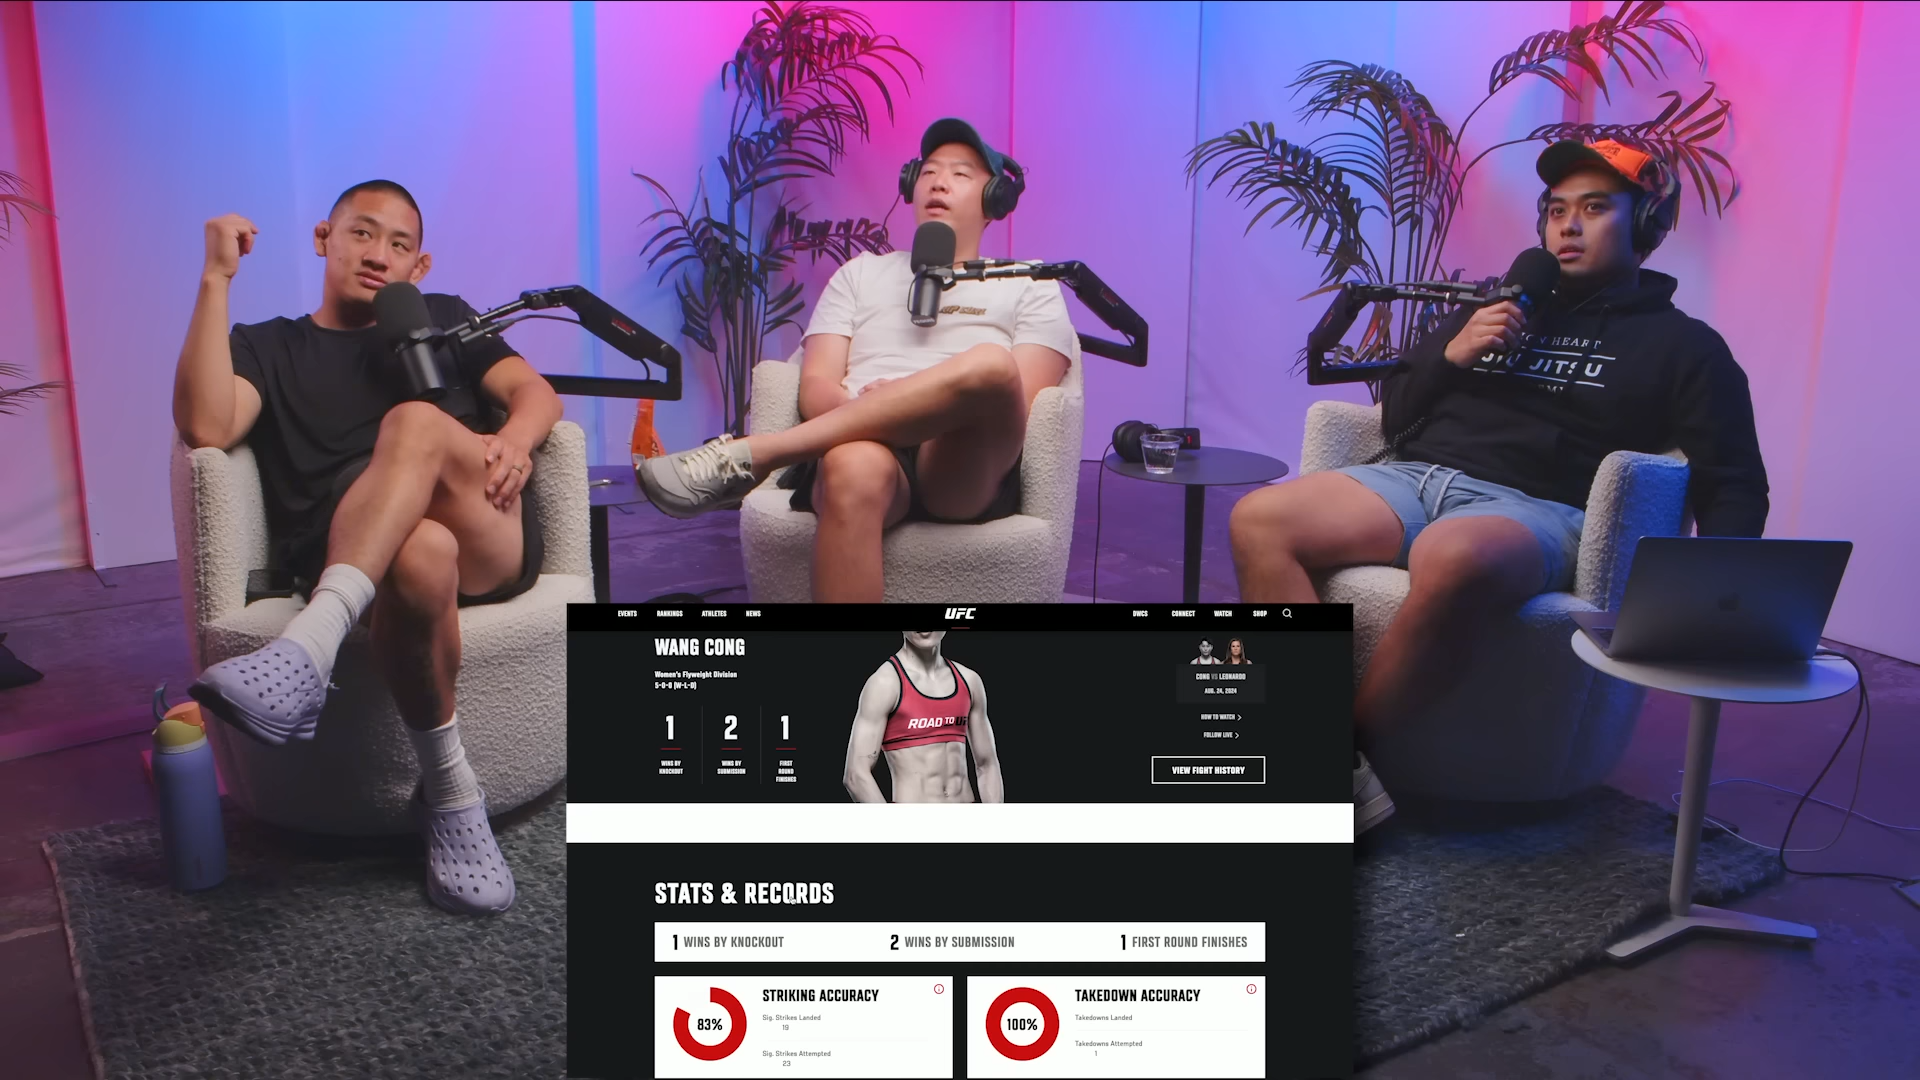 HEART
JIU JITSU
EVENTS RANKINGS ATHLETES NEWS UFC DWCS CONNECT WATCH SHOP
WANG CONG
Women's Flyweight Division
5-0-0 (W-L-D)
1 2 1
WINS BY KNOCKOUT
WINS BY SUBMISSION
FIRST ROUND FINISHES
ROAD TO UF
CONG VS LEONARDO
AUG. 24, 2024
HOW TO WATCH >
FOLLOW LIVE >
VIEW FIGHT HISTORY
STATS & RECORDS
1 WINS BY KNOCKOUT 2 WINS BY SUBMISSION 1 FIRST ROUND FINISHES
83%
STRIKING ACCURACY
Sig. Strikes Landed
19
Sig. Strikes Attempted
23
100%
TAKEDOWN ACCURACY
Takedowns Landed
Takedowns Attempted
1